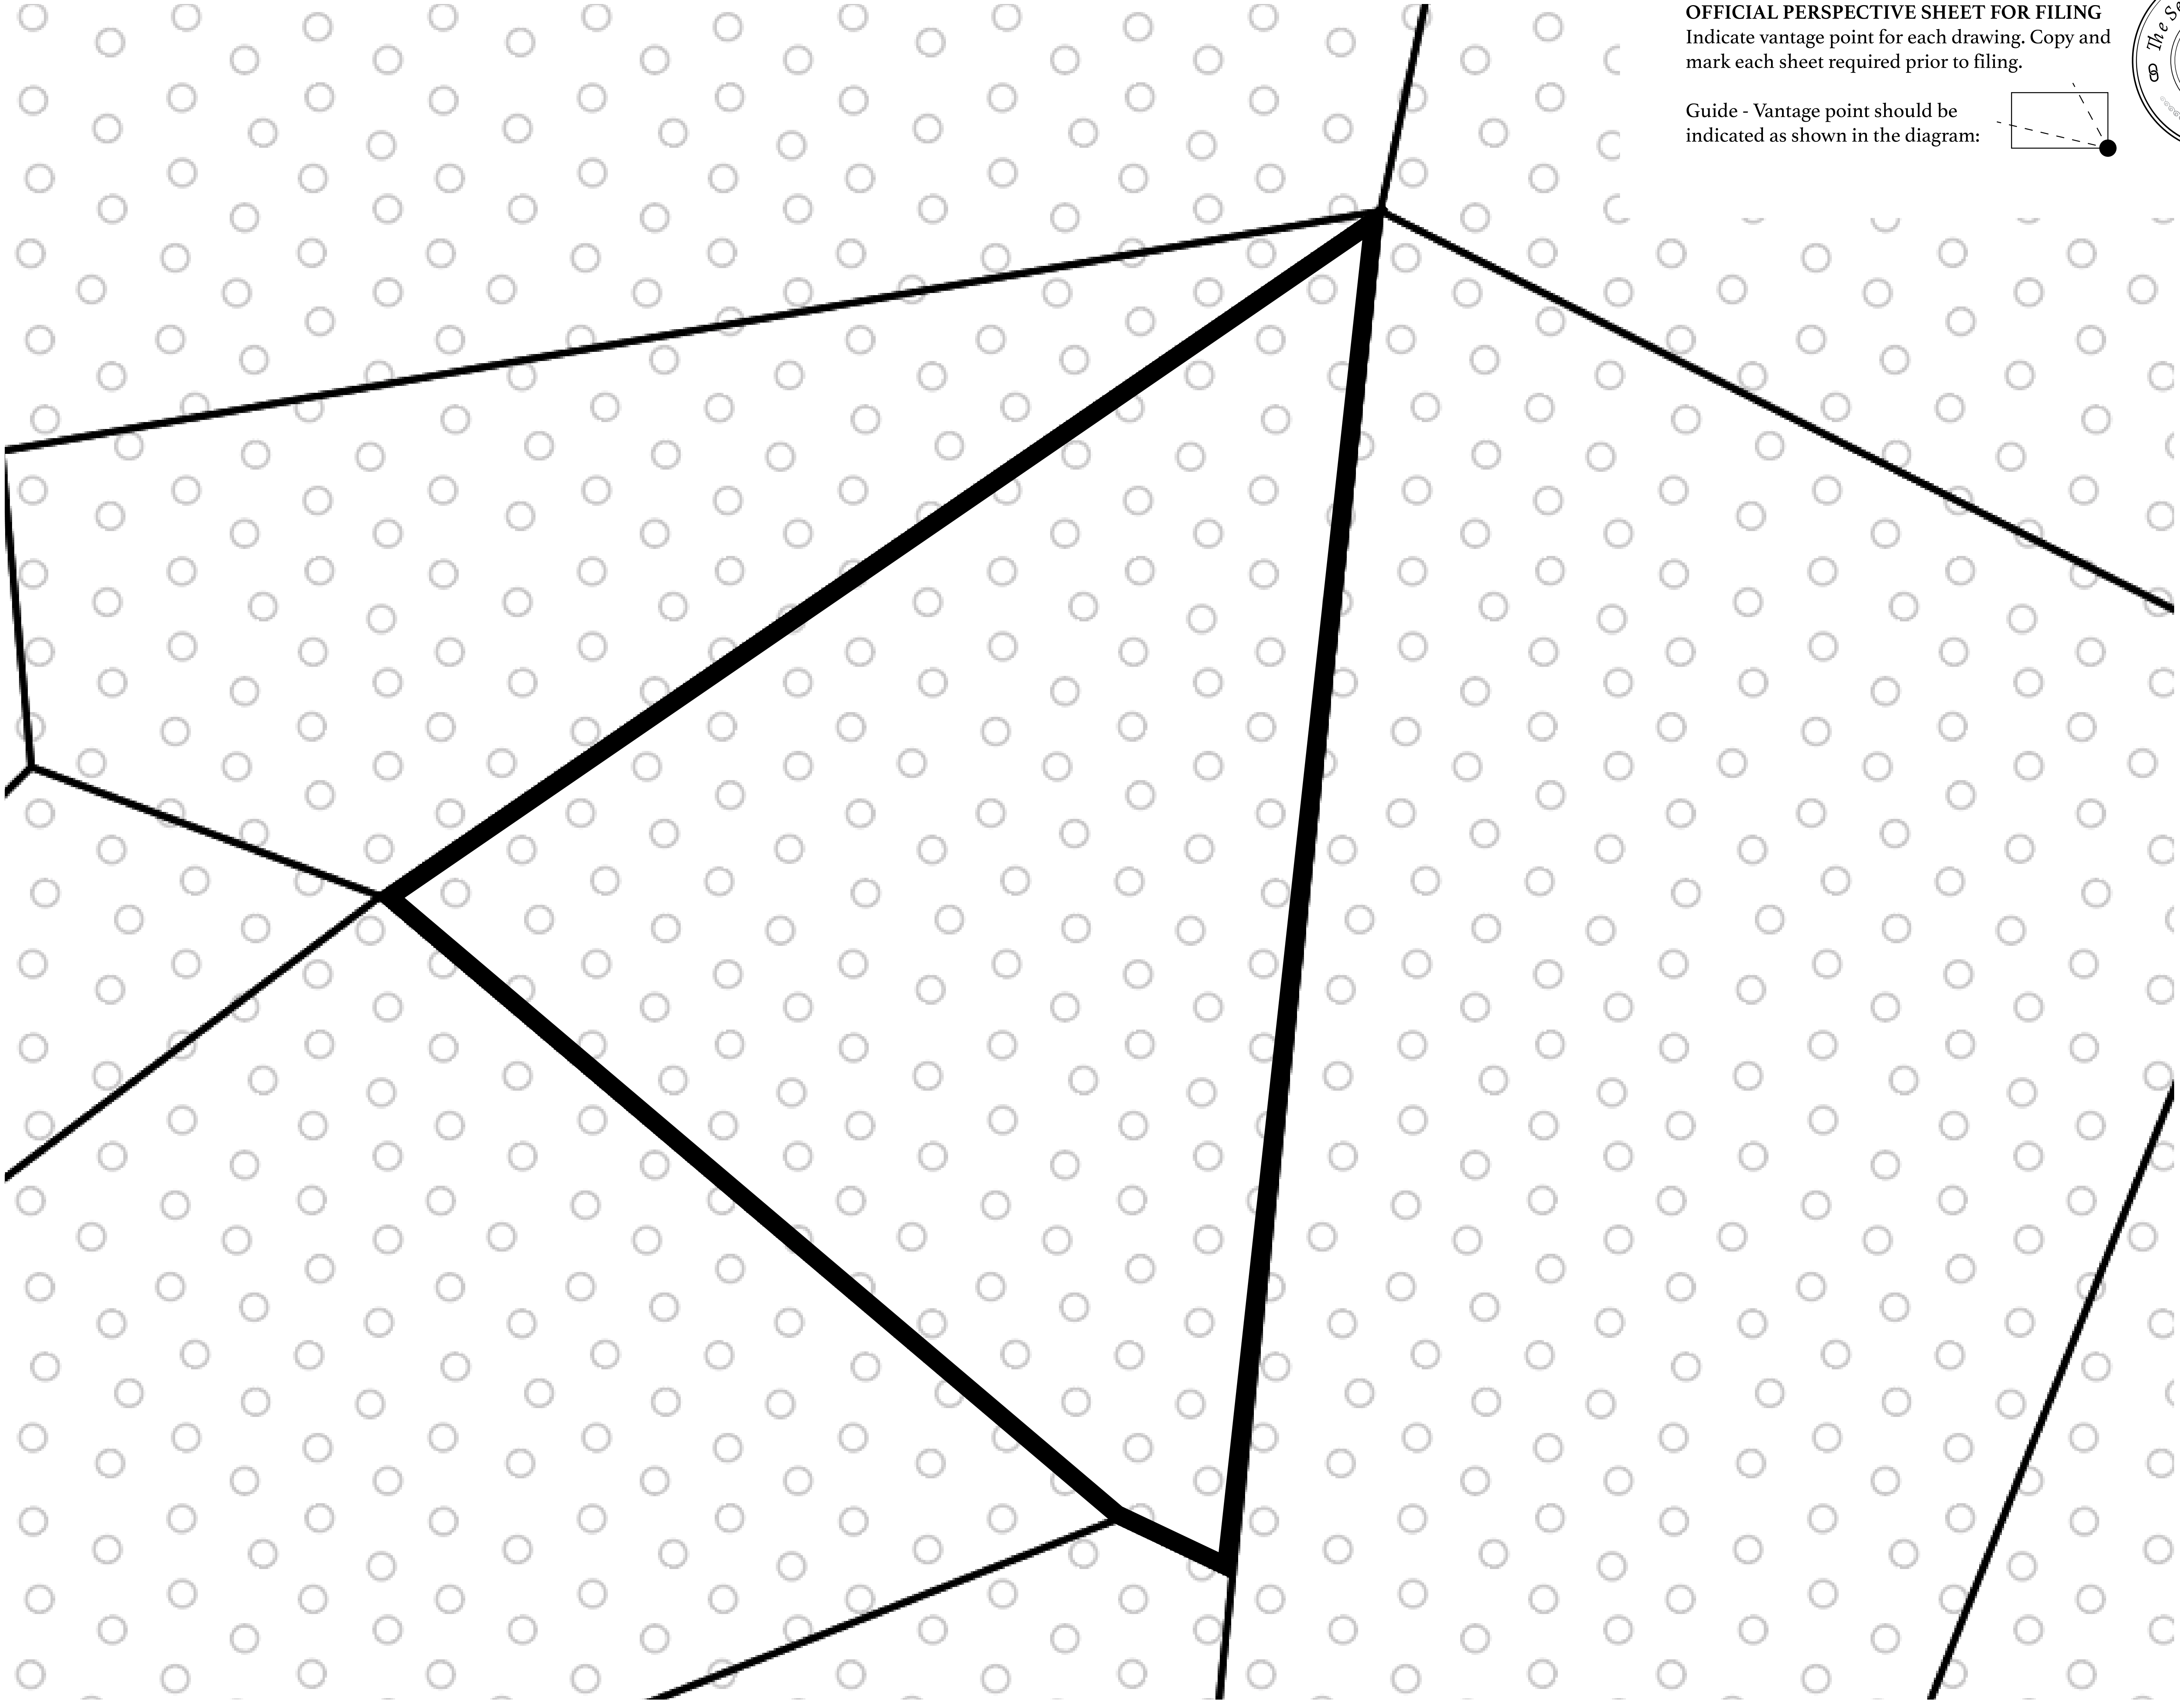 OFFICIAL PERSPECTIVE SHEET FOR FILING
Indicate vantage point for each drawing. Copy and
mark each sheet required prior to filing.
Guide - Vantage point should be
indicated as shown in the diagram:
The